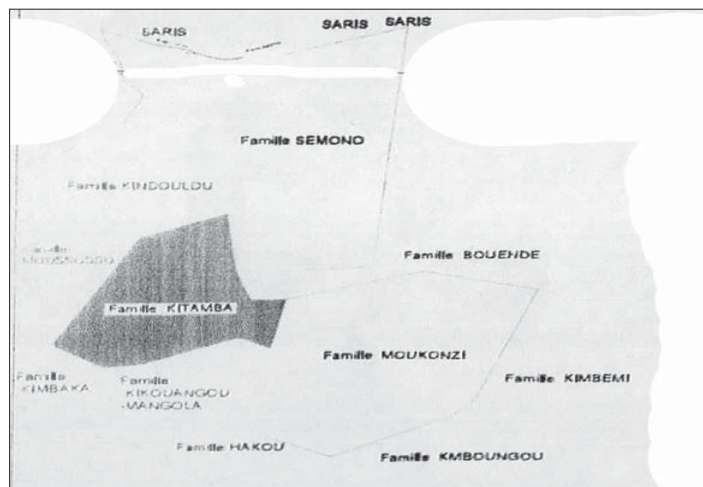 SARIS
SARIS SARIS
Famille SEMONO
Famille KINDOULOU
Famille
Famille BOUENDE
Famille KITAMBA
Famille MOUKONZI
Famille
KIMBAKA
Famille
KIKOUANGOU
-MANGOLA
Famille KIMBEMI
Famille HAKOU
Famille KMBOUNGOU